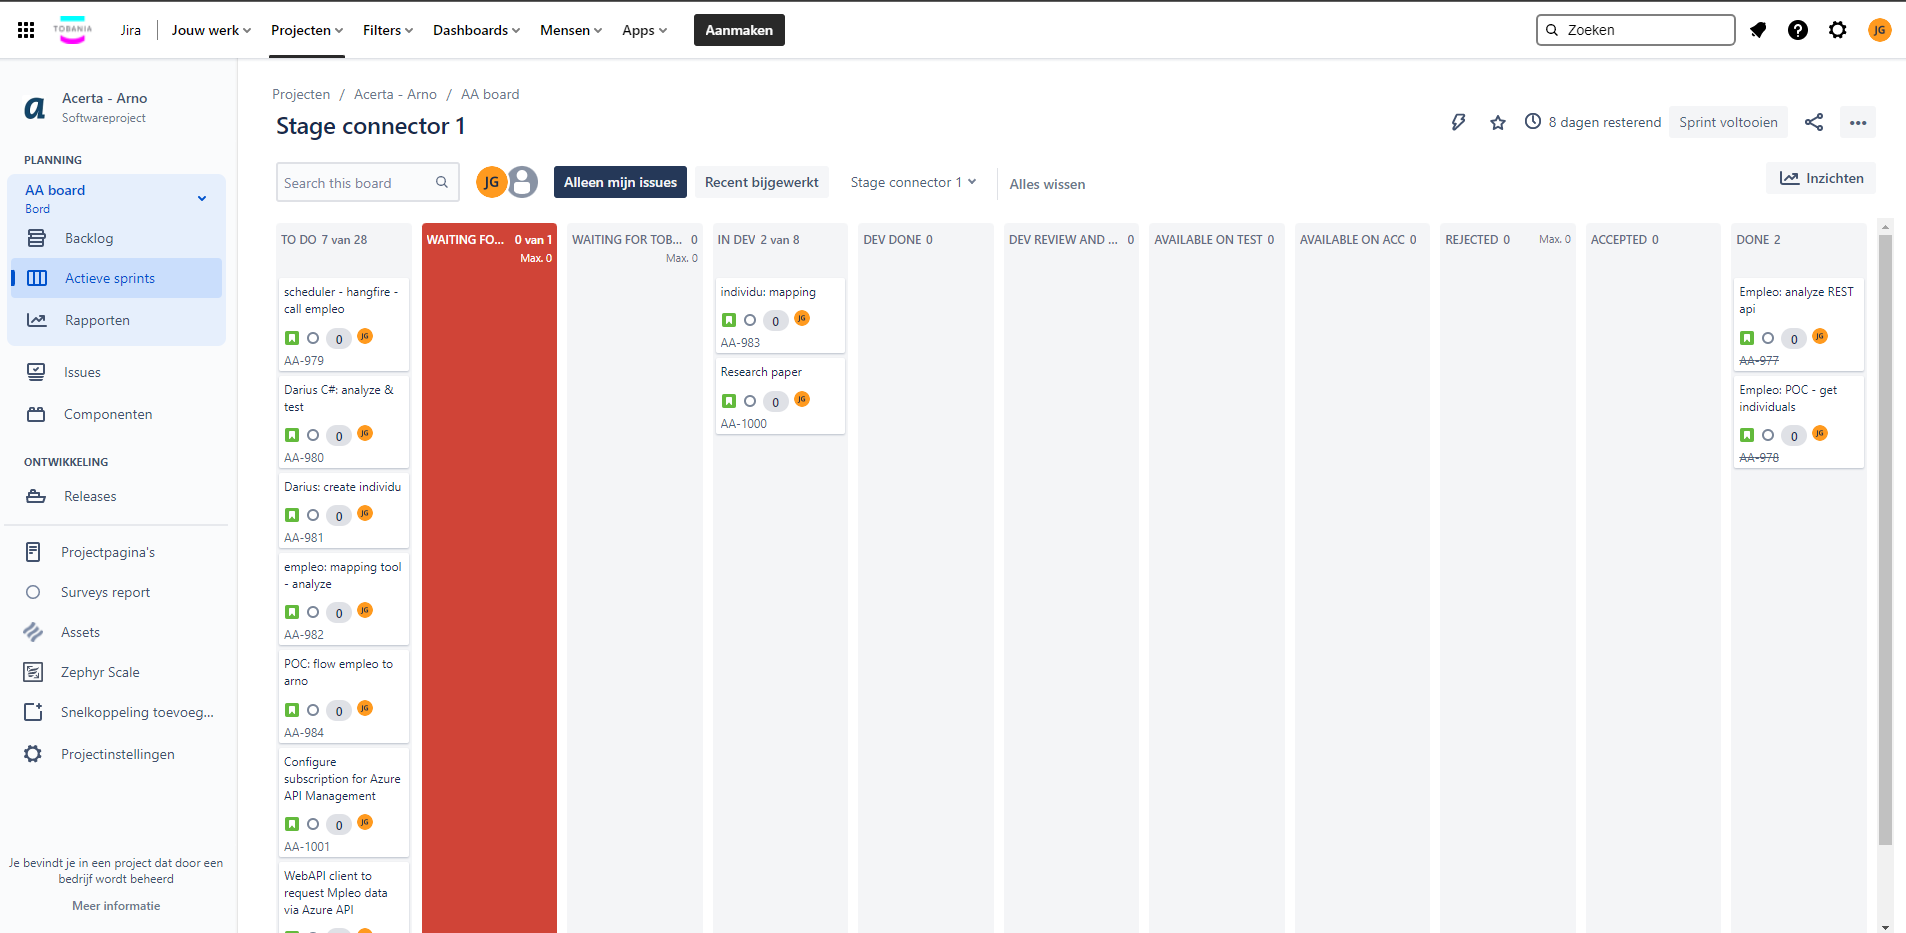 TOBANIA
Jira
Jouw werk
Projecten
Filters
Dashboards
Mensen
Apps
Aanmaken
Zoeken
JG
a
Acerta - Arno
Softwareproject
PLANNING
AA board
Bord
Backlog
Actieve sprints
Rapporten
Issues
Componenten
ONTWIKKELING
Releases
Projectpagina's
Surveys report
Assets
Zephyr Scale
Snelkoppeling toevoeg...
Projectinstellingen
Je bevindt je in een project dat door een
bedrijf wordt beheerd
Meer informatie
Projecten / Acerta - Arno / AA board
Stage connector 1
8 dagen resterend
Sprint voltooien
Search this board
JG
Alleen mijn issues
Recent bijgewerkt
Stage connector 1
Alles wissen
Inzichten
TO DO 7 van 28
scheduler - hangfire -
call empleo
0 JG
AA-979
Darius C#: analyze &
test
0 JG
AA-980
Darius: create individu
0 JG
AA-981
empleo: mapping tool
- analyze
0 JG
AA-982
POC: flow empleo to
arno
0 JG
AA-984
Configure
subscription for Azure
API Management
0 JG
AA-1001
WebAPI client to
request Mpleo data
via Azure API
WAITING FO... 0 van 1
Max. 0
WAITING FOR TOB... 0
Max. 0
IN DEV 2 van 8
individu: mapping
0 JG
AA-983
Research paper
0 JG
AA-1000
DEV DONE 0
DEV REVIEW AND ... 0
AVAILABLE ON TEST 0
AVAILABLE ON ACC 0
REJECTED 0 Max. 0
ACCEPTED 0
DONE 2
Empleo: analyze REST
api
0 JG
AA-977
Empleo: POC - get
individuals
0 JG
AA-978